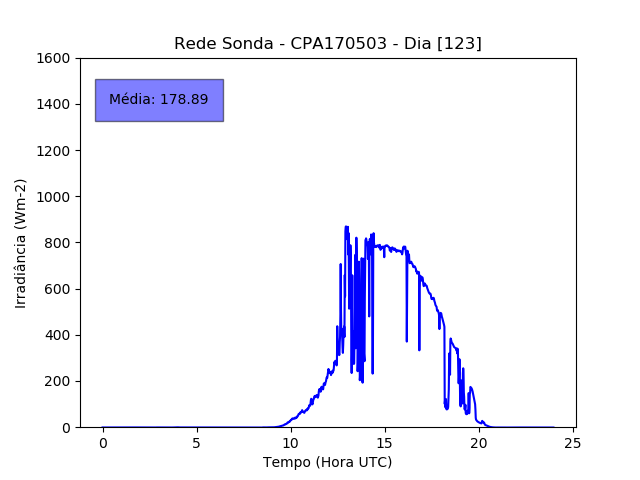 Rede Sonda - CPA170503 - Dia [123]
1600
1400
1200
1000
800
600
400
200
0
Irradiância (Wm-2)
Média: 178.89
0 5 10 15 20 25
Tempo (Hora UTC)